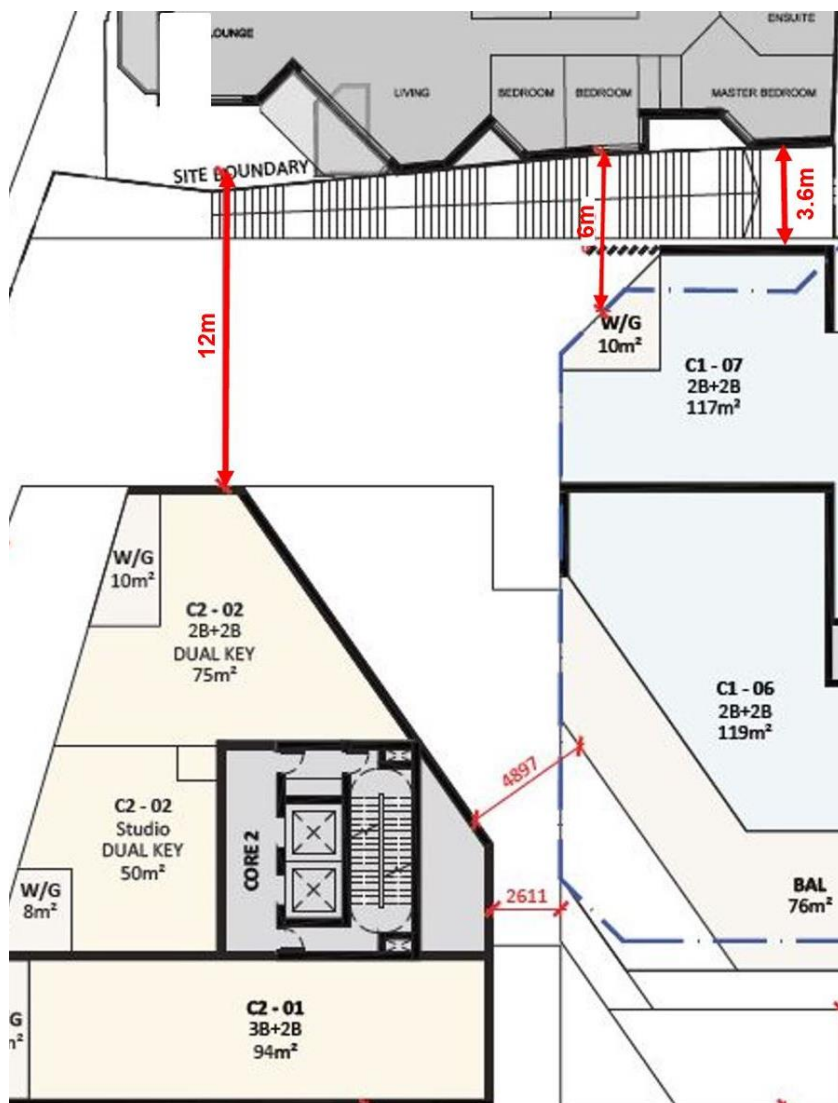 ENSUITE
LOUNGE
LIVING
BEDROOM
BEDROOM
MASTER BEDROOM
SITE BOUNDARY
3.6m
6m
12m
W/G
10m²
C1 - 07
2B+2B
117m²
W/G
10m²
C2 - 02
2B+2B
DUAL KEY
75m²
C1 - 06
2B+2B
119m²
4897
C2 - 02
Studio
DUAL KEY
50m²
CORE 2
W/G
8m²
2611
BAL
76m²
C2 - 01
3B+2B
94m²